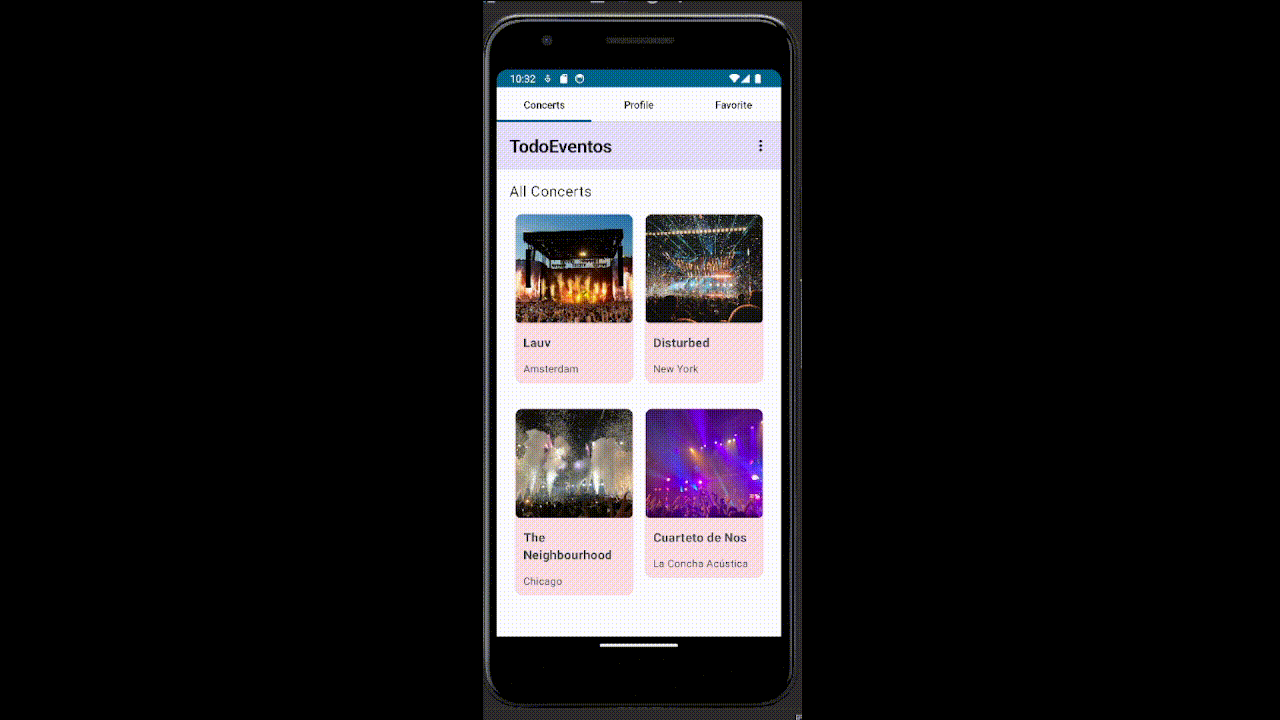 10:32
Concerts Profile Favorite
TodoEventos
All Concerts
Lauv
Amsterdam
Disturbed
New York
The
Neighbourhood
Chicago
Cuarteto de Nos
La Concha Acústica